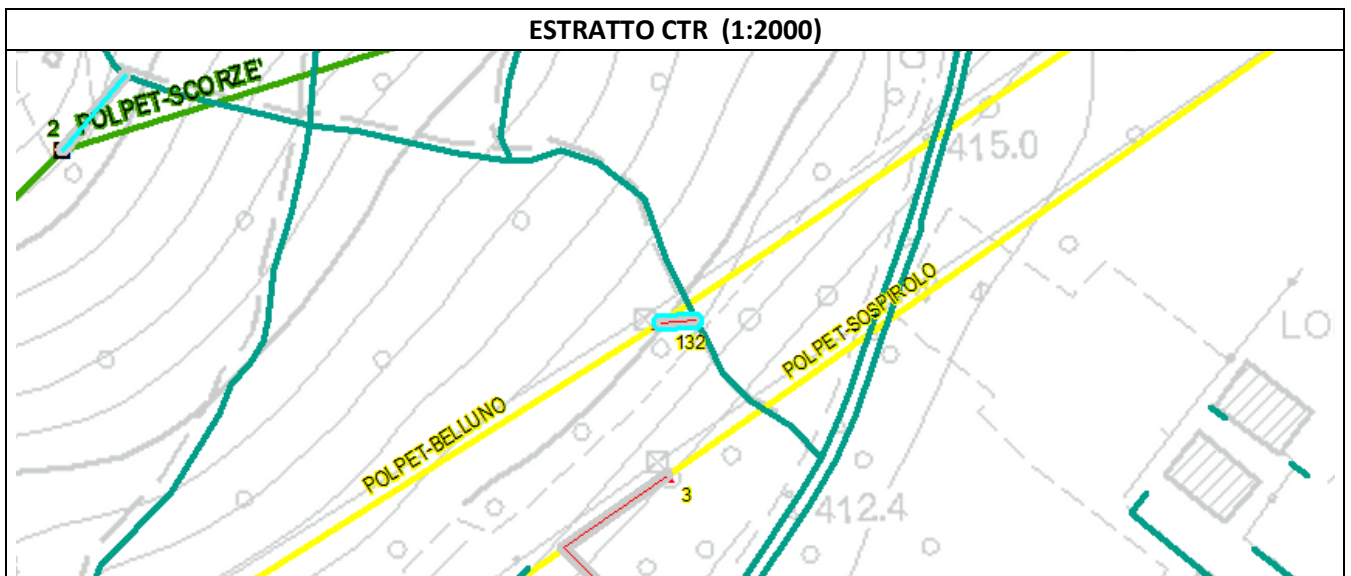 ESTRATTO CTR (1:2000)
POLPET-SCORZE'
2
415.0
POLPET-SOSPIROLO
LO
132
POLPET-BELLUNO
3
412.4